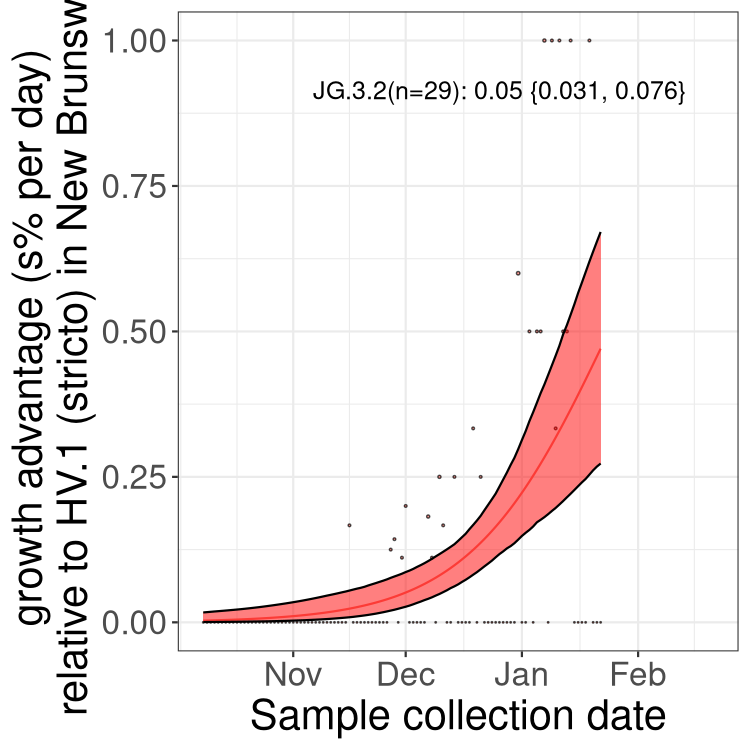 growth advantage (s% per day)
relative to HV.1 (stricto) in New Brunsw
1.00
0.75
0.50
0.25
0.00
JG.3.2(n=29): 0.05 {0.031, 0.076}
Nov Dec Jan Feb
Sample collection date